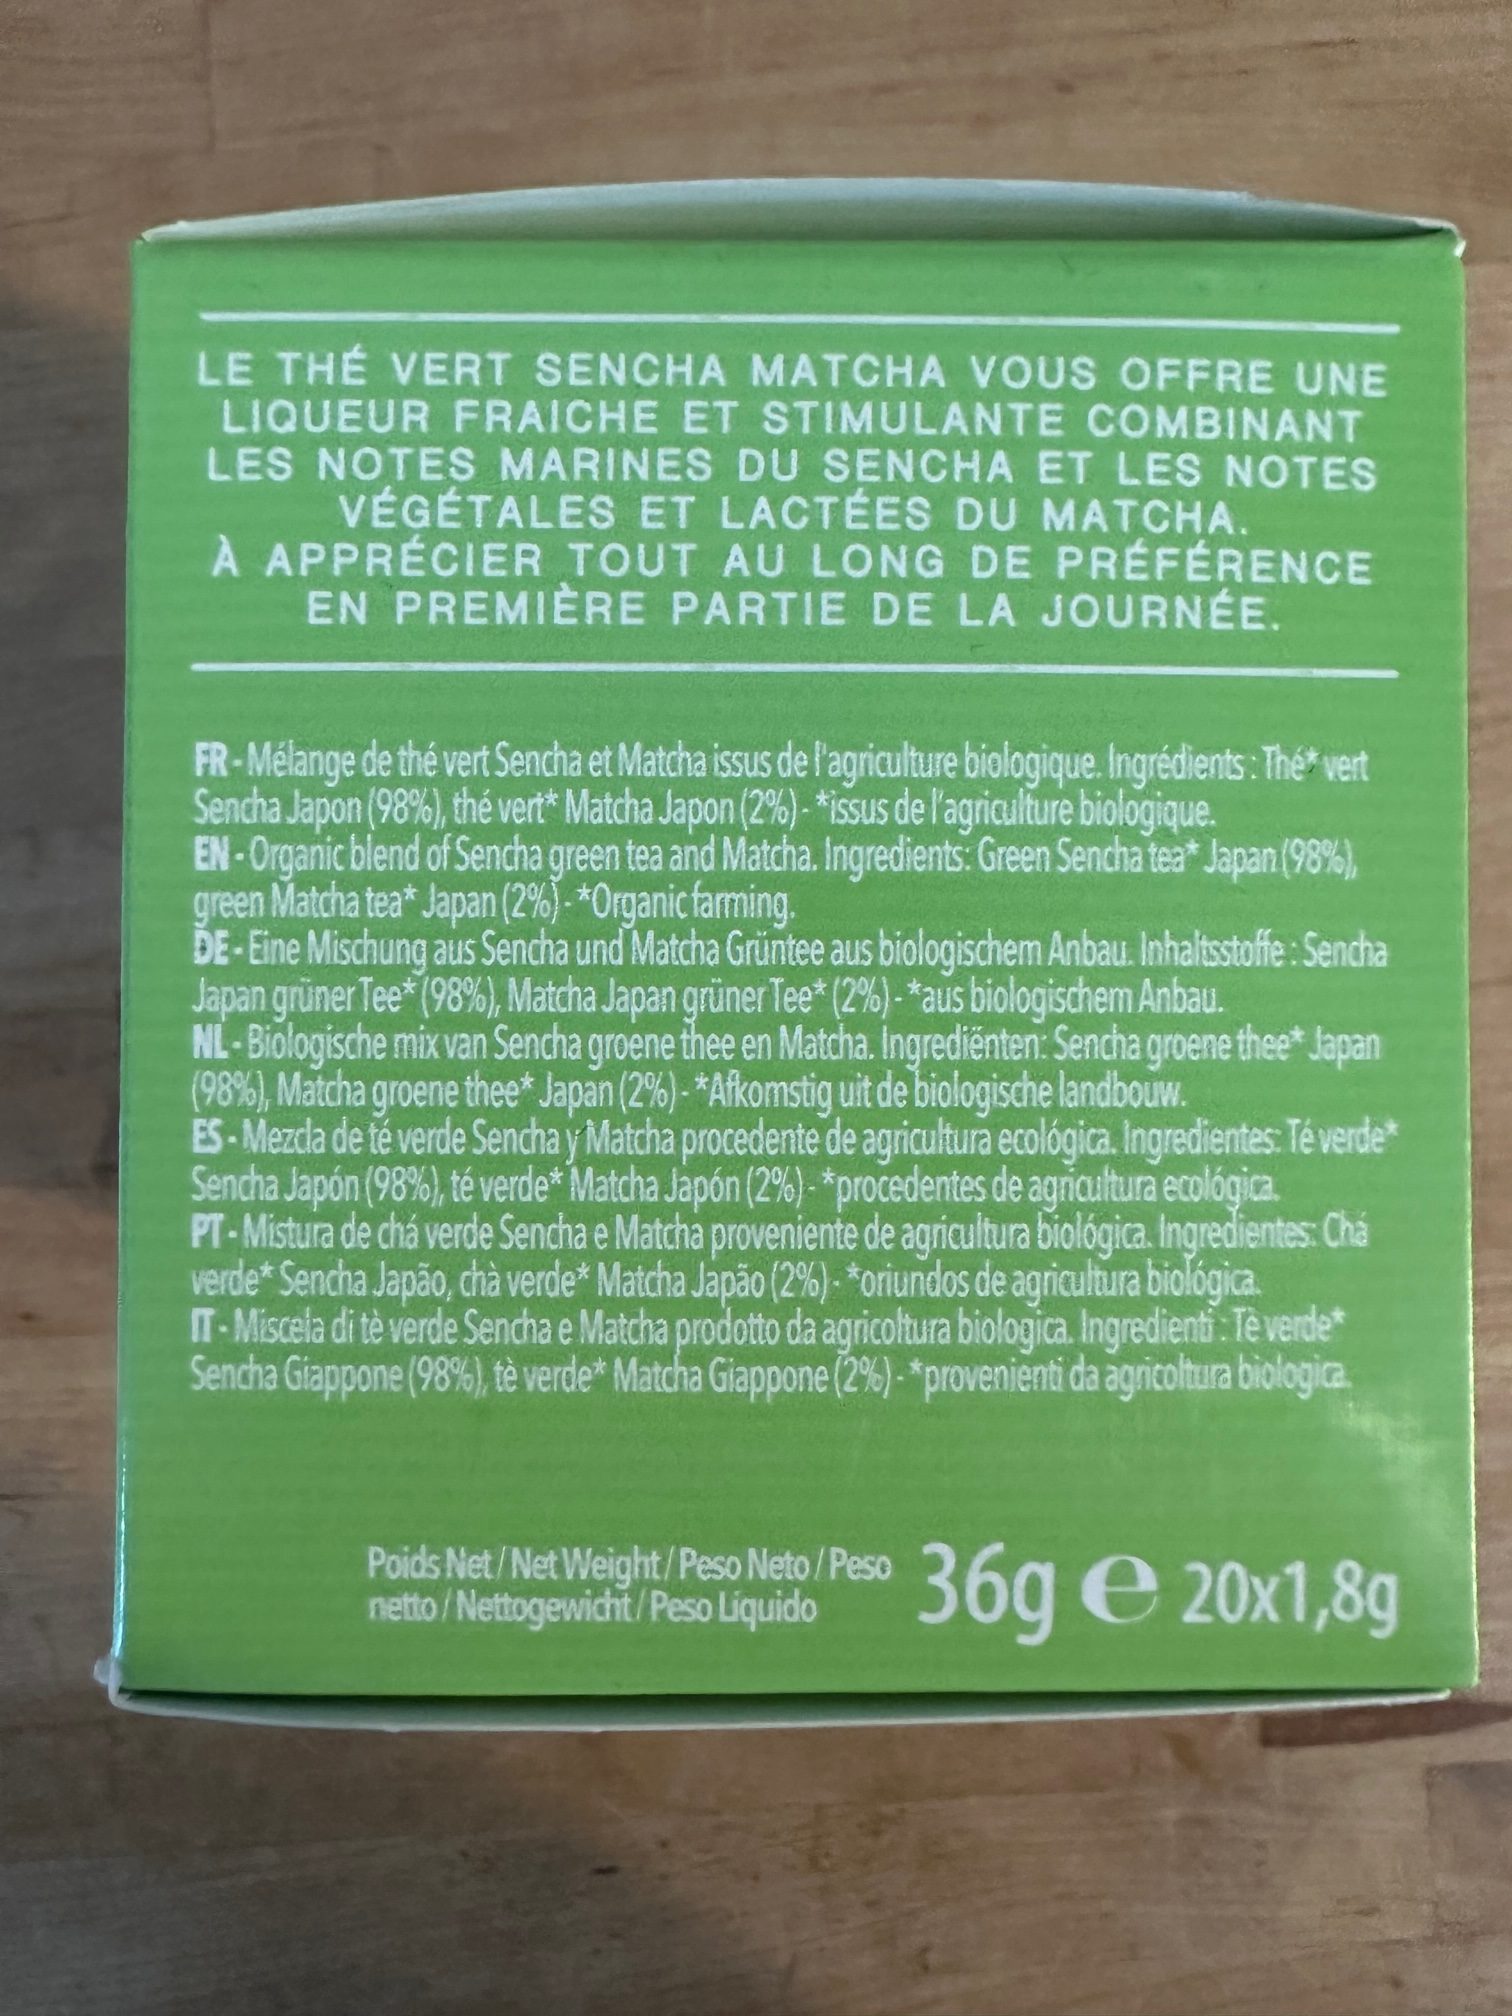 LE THÉ VERT SENCHA MATCHA VOUS OFFRE UNE
LIQUEUR FRAICHE ET STIMULANTE COMBINANT
LES NOTES MARINES DU SENCHA ET LES NOTES
VÉGÉTALES ET LACTÉES DU MATCHA.
À APPRÉCIER TOUT AU LONG DE PRÉFÉRENCE
EN PREMIÈRE PARTIE DE LA JOURNÉE.
FR - Mélange de thé vert Sencha et Matcha issus de l'agriculture biologique. Ingrédients : Thé* vert
Sencha Japon (98%), thé vert* Matcha Japon (2%) - *issus de l'agriculture biologique.
EN - Organic blend of Sencha green tea and Matcha. Ingredients: Green Sencha tea* Japan (98%),
green Matcha tea* Japan (2%) - *Organic farming.
DE - Eine Mischung aus Sencha und Matcha Grüntee aus biologischem Anbau. Inhaltsstoffe : Sencha
Japan grüner Tee* (98%), Matcha Japan grüner Tee* (2%) - *aus biologischem Anbau.
NL - Biologische mix van Sencha groene thee en Matcha. Ingrediënten: Sencha groene thee* Japan
(98%), Matcha groene thee* Japan (2%) - *Afkomstig uit de biologische landbouw.
ES - Mezcla de té verde Sencha y Matcha procedente de agricultura ecológica. Ingredientes: Té verde*
Sencha Japón (98%), té verde* Matcha Japón (2%) - *procedentes de agricultura ecológica.
PT - Mistura de chá verde Sencha e Matcha proveniente de agricultura biológica. Ingredientes: Chá
verde* Sencha Japão, chà verde* Matcha Japão (2%) - *oriundos de agricultura biológica.
IT - Miscela di tè verde Sencha e Matcha prodotto da agricoltura biologica. Ingredienti : Tè verde*
Sencha Giappone (98%), tè verde* Matcha Giappone (2%) - *provenienti da agricoltura biologica.
Poids Net / Net Weight / Peso Neto / Peso
netto / Nettogewicht / Peso Líquido
36g e 20x1,8g